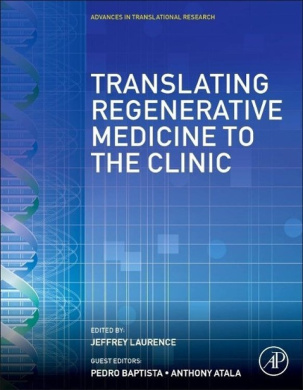 ADVANCES IN TRANSLATIONAL RESEARCH
TRANSLATING
REGENERATIVE
MEDICINE TO
THE CLINIC
EDITED BY:
JEFFREY LAURENCE
GUEST EDITORS:
PEDRO BAPTISTA • ANTHONY ATALA
AP